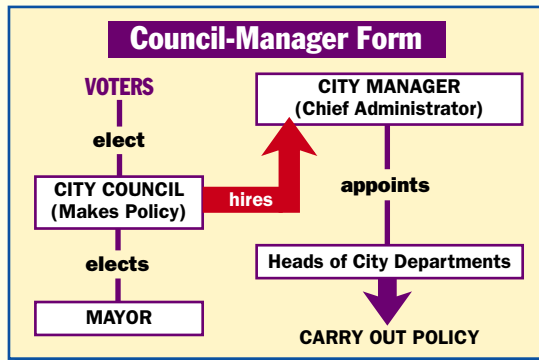 Council-Manager Form
VOTERS
elect
CITY COUNCIL
(Makes Policy)
elects
MAYOR
hires
CITY MANAGER
(Chief Administrator)
appoints
Heads of City Departments
CARRY OUT POLICY